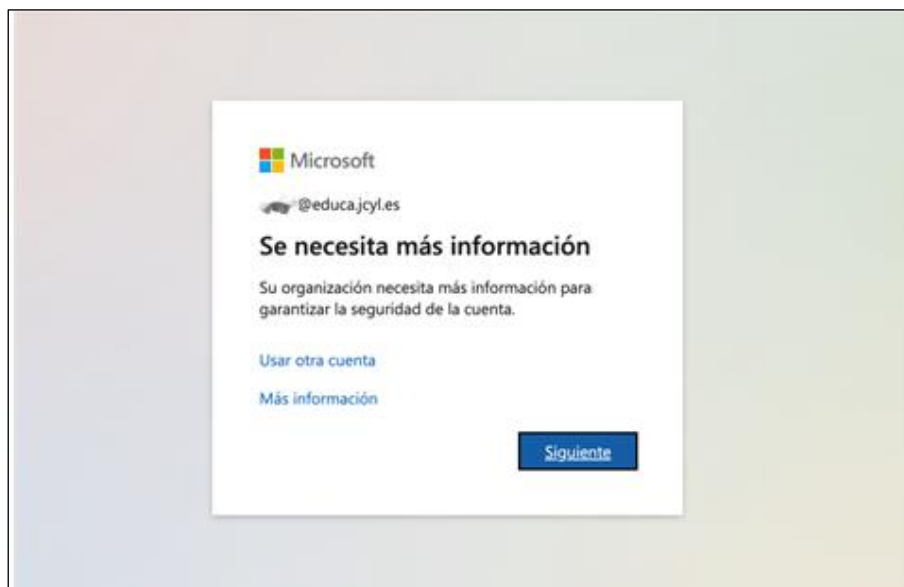 Microsoft
@educa.jcyl.es
Se necesita más información
Su organización necesita más información para
garantizar la seguridad de la cuenta.
Usar otra cuenta
Más información
Siguiente